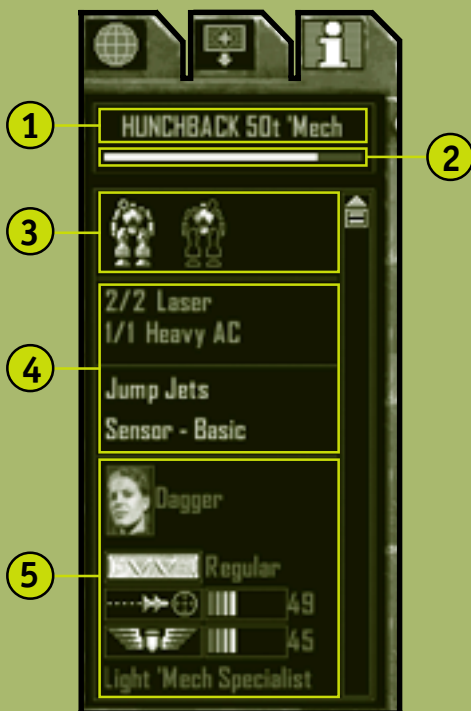 i
1
HUNCHBACK 50t 'Mech
2
3
2/2 Laser
1/1 Heavy AC
4
Jump Jets
Sensor - Basic
Dagger
5
Regular
49
45
Light 'Mech Specialist